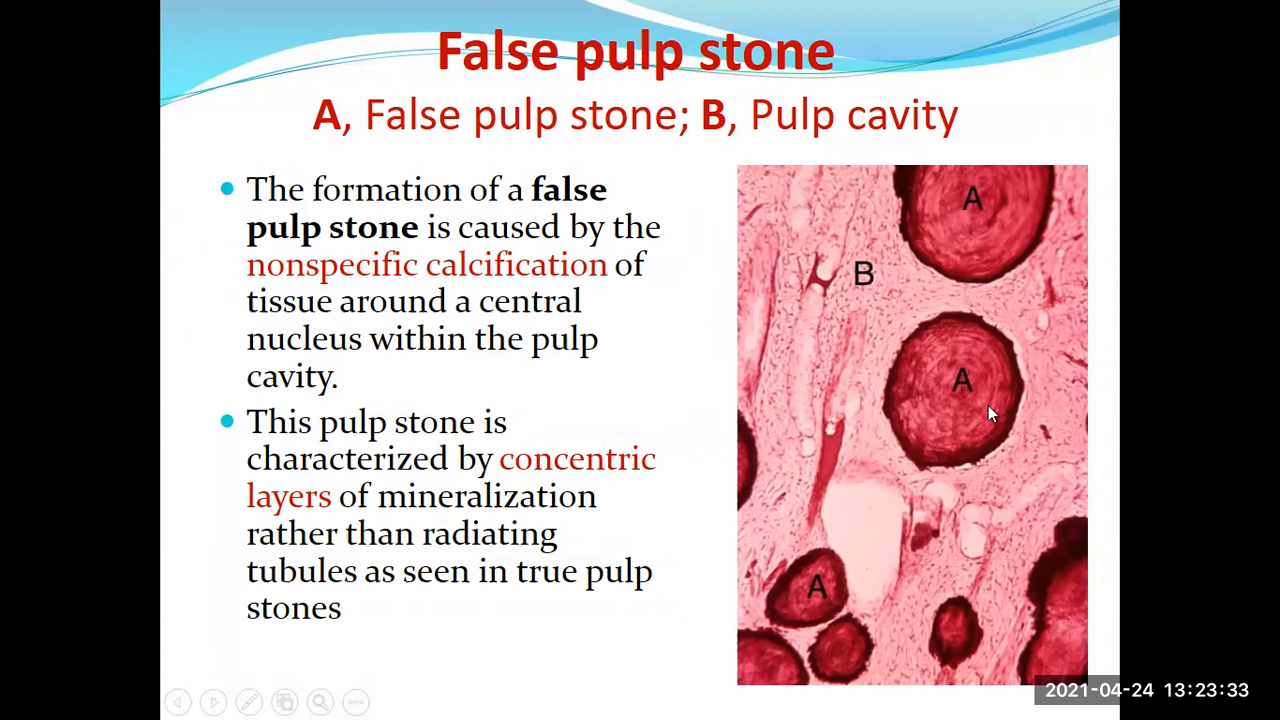 False pulp stone
A, False pulp stone; B, Pulp cavity
The formation of a false
pulp stone is caused by the
nonspecific calcification of
tissue around a central
nucleus within the pulp
cavity.
This pulp stone is
characterized by concentric
layers of mineralization
rather than radiating
tubules as seen in true pulp
stones
A
B
A
A
2021-04-24 13:23:33